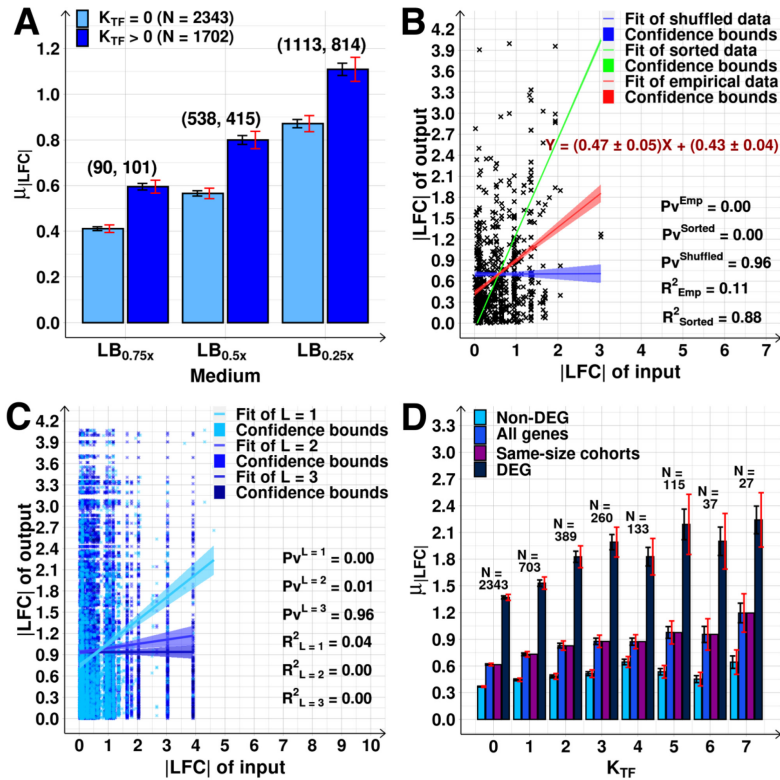 A
K_TF = 0 (N = 2343)
K_TF > 0 (N = 1702)
(90, 101)
(538, 415)
(1113, 814)
μ|LFC|
1.2
1.0
0.8
0.6
0.4
0.2
0.0
LB0.75x LB0.5x LB0.25x
Medium
B
Fit of shuffled data
Confidence bounds
Fit of sorted data
Confidence bounds
Fit of empirical data
Confidence bounds
Y = (0.47 ± 0.05)X + (0.43 ± 0.04)
Pv^Emp = 0.00
Pv^Sorted = 0.00
Pv^Shuffled = 0.96
R²_Emp = 0.11
R²_Sorted = 0.88
|LFC| of output
4.2
3.9
3.6
3.3
3.0
2.7
2.4
2.1
1.8
1.5
1.2
0.9
0.6
0.3
0.0
0 1 2 3 4 5 6 7
|LFC| of input
C
Fit of L = 1
Confidence bounds
Fit of L = 2
Confidence bounds
Fit of L = 3
Confidence bounds
Pv^L = 1 = 0.00
Pv^L = 2 = 0.01
Pv^L = 3 = 0.96
R²_L = 1 = 0.04
R²_L = 2 = 0.00
R²_L = 3 = 0.00
|LFC| of output
4.2
3.9
3.6
3.3
3.0
2.7
2.4
2.1
1.8
1.5
1.2
0.9
0.6
0.3
0.0
0 1 2 3 4 5 6 7 8 9 10
|LFC| of input
D
Non-DEG
All genes
Same-size cohorts
DEG
N = 2343
N = 703
N = 389
N = 260
N = 133
N = 115
N = 37
N = 27
μ|LFC|
3.3
3.0
2.7
2.4
2.1
1.8
1.5
1.2
0.9
0.6
0.3
0.0
0 1 2 3 4 5 6 7
K_TF